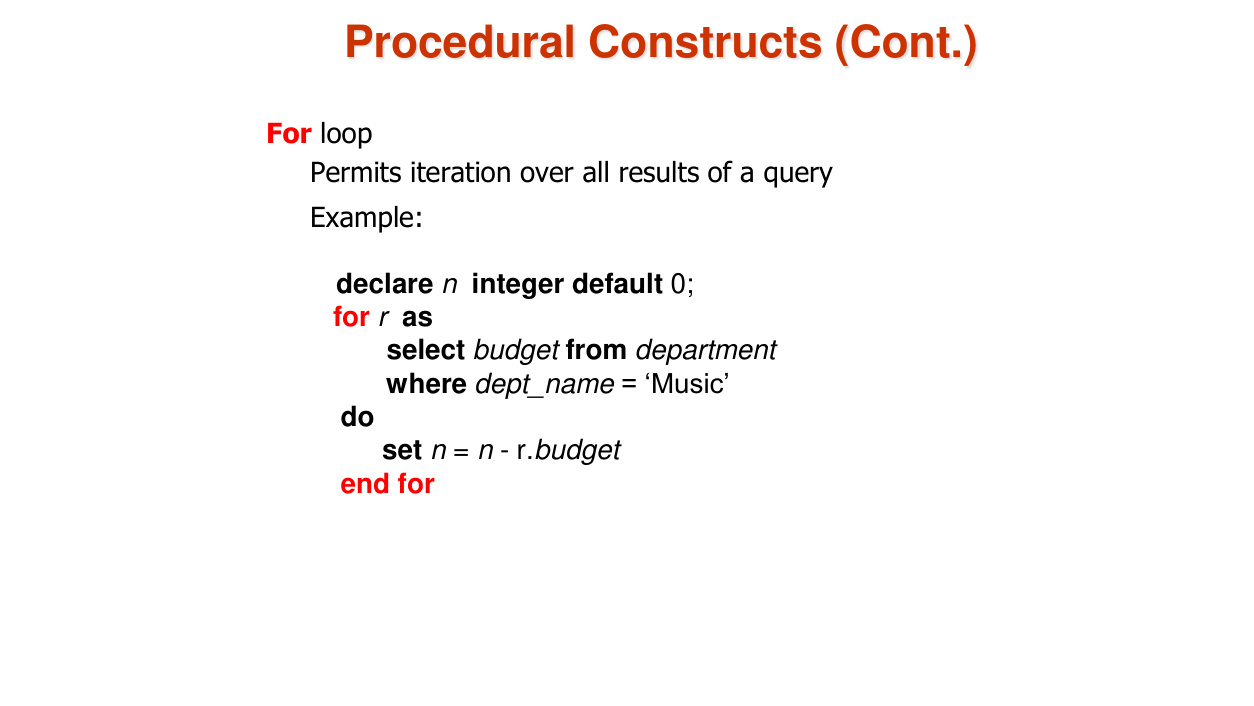 Procedural Constructs (Cont.)
For loop
Permits iteration over all results of a query
Example:
declare n integer default 0;
for r as
select budget from department
where dept_name = ‘Music’
do
set n = n - r.budget
end for